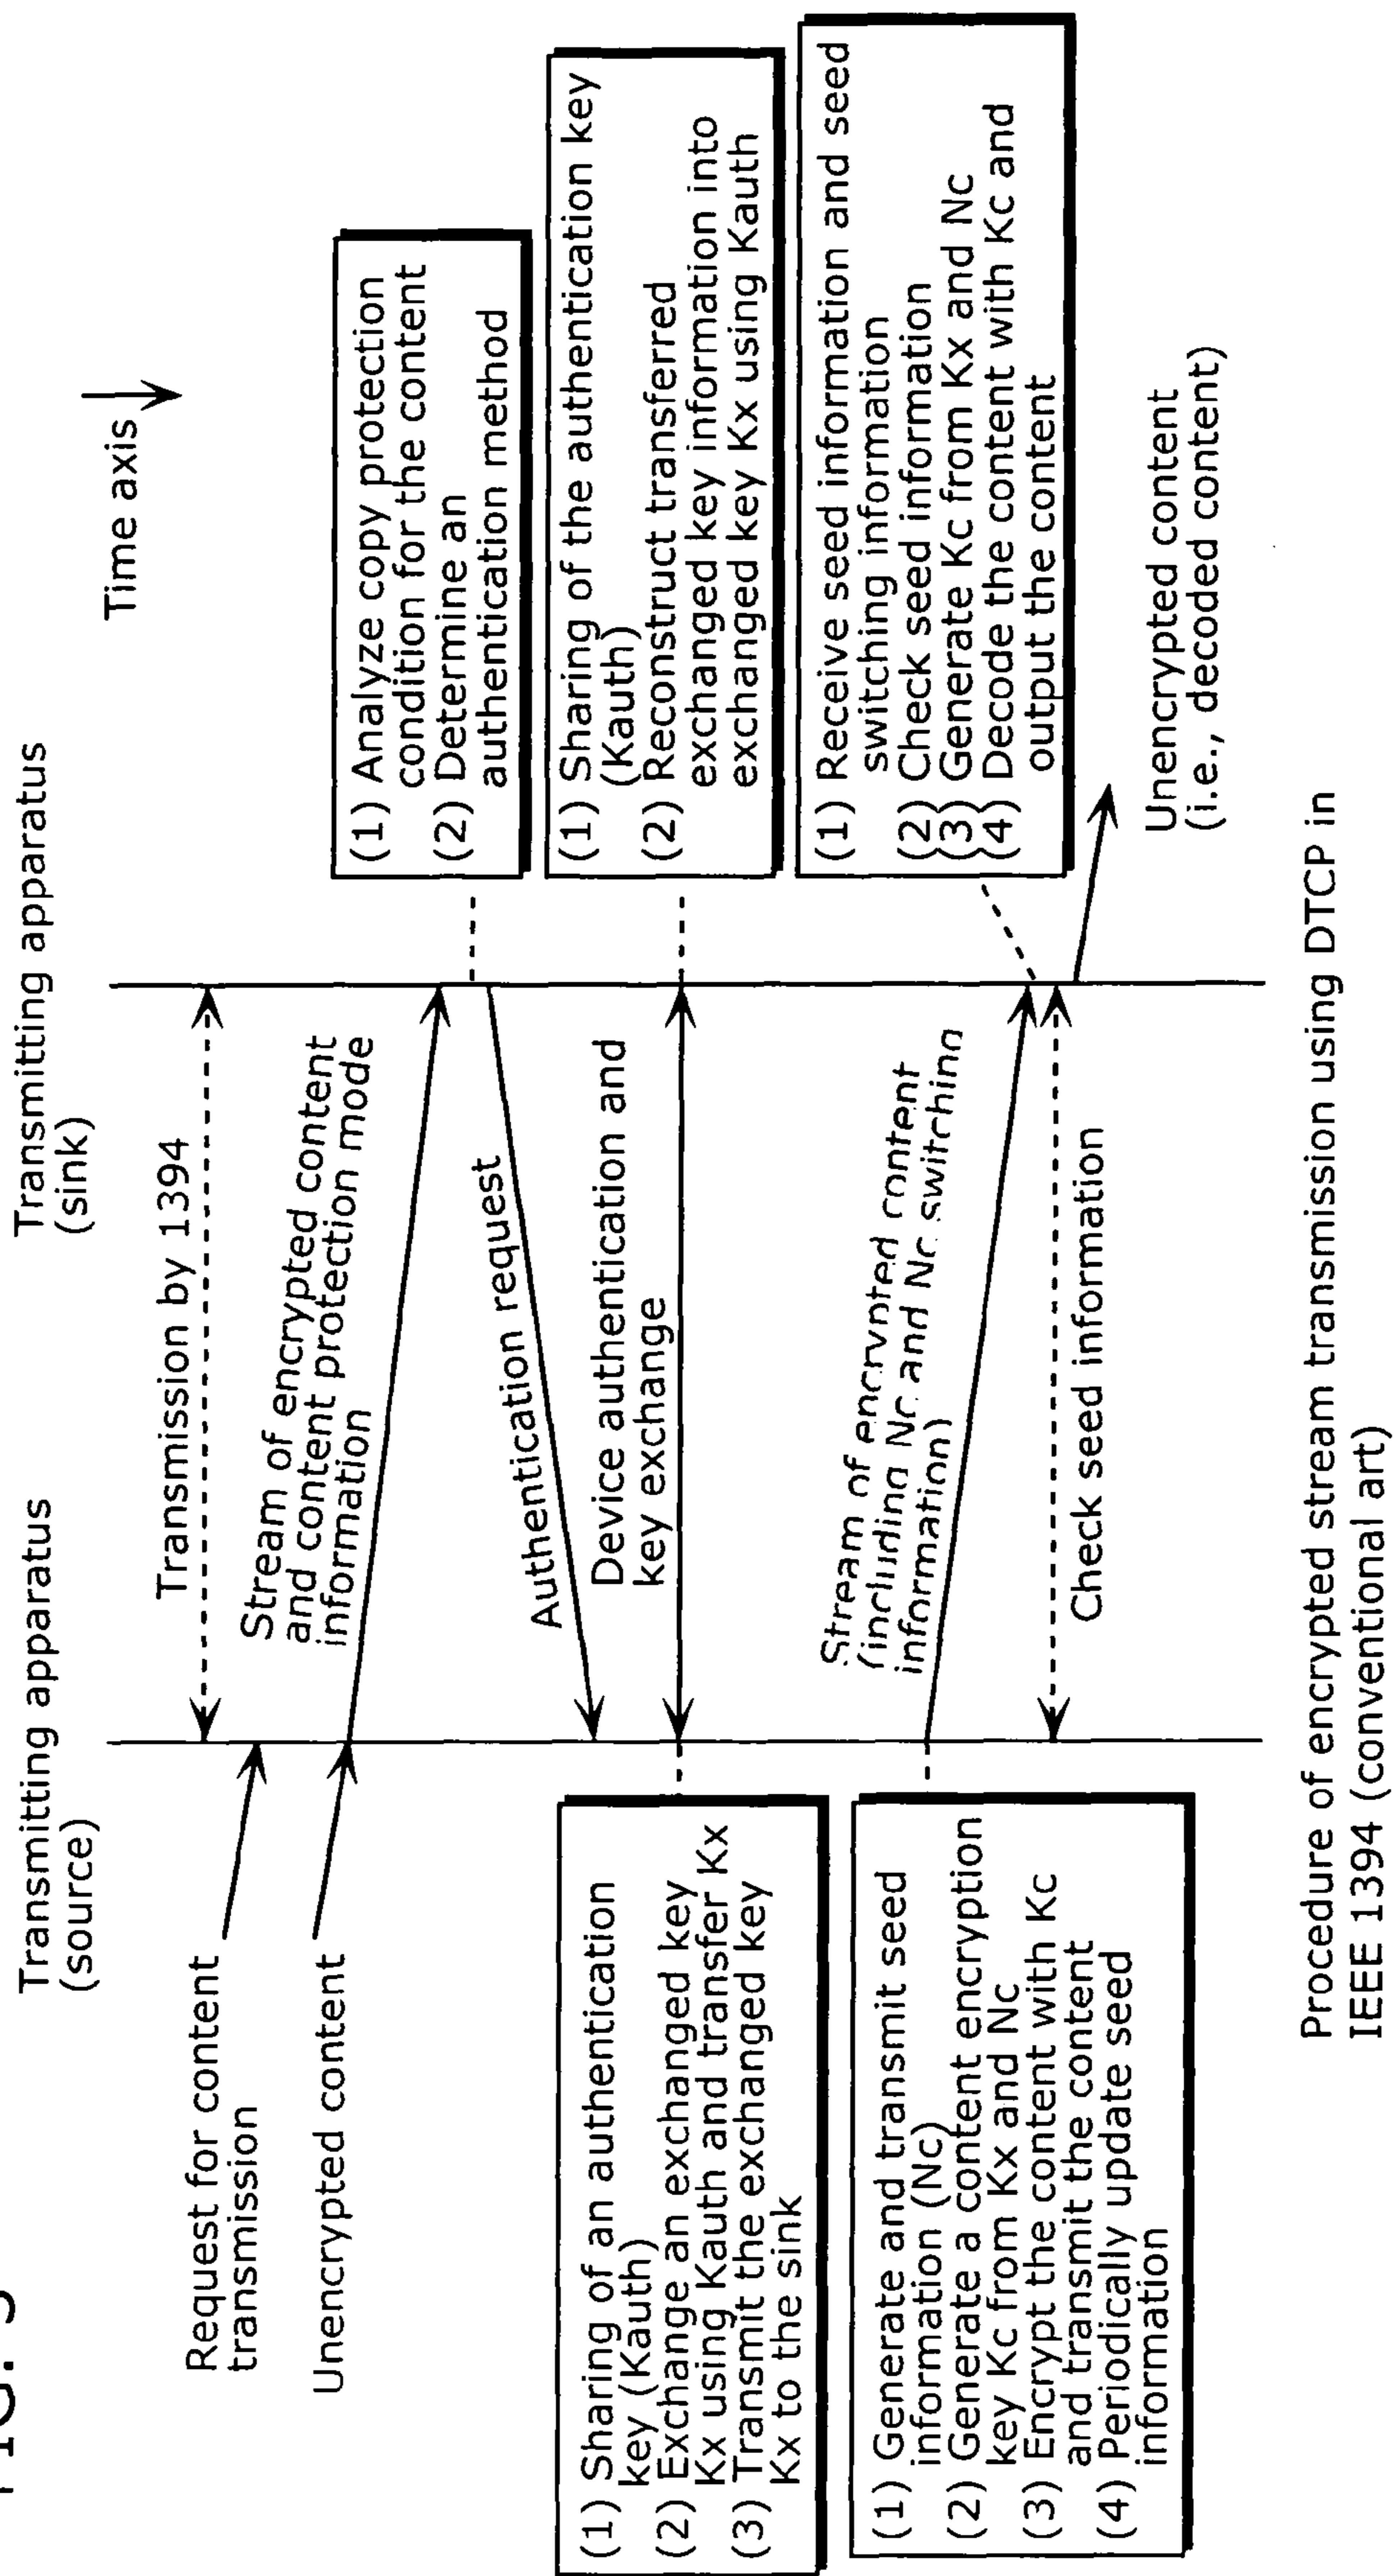 FIG. 3
Transmitting apparatus
(source)
Transmitting apparatus
(sink)
Time axis
Transmission by 1394
Request for content
transmission
Unencrypted content
Stream of encrypted content
and content protection mode
information
(1) Analyze copy protection
condition for the content
(2) Determine an
authentication method
Authentication request
Device authentication and
key exchange
(1) Sharing of an authentication
key (Kauth)
(2) Exchange an exchanged key
Kx using Kauth and transfer Kx
(3) Transmit the exchanged key
Kx to the sink
(1) Sharing of the authentication key
(Kauth)
(2) Reconstruct transferred
exchanged key information into
exchanged key Kx using Kauth
Stream of encrypted content
(including Nc and Nc switching
information)
(1) Generate and transmit seed
information (Nc)
(2) Generate a content encryption
key Kc from Kx and Nc
(3) Encrypt the content with Kc
and transmit the content
(4) Periodically update seed
information
(1) Receive seed information and seed
switching information
(2) Check seed information
(3) Generate Kc from Kx and Nc
(4) Decode the content with Kc and
output the content
Check seed information
Unencrypted content
(i.e., decoded content)
Procedure of encrypted stream transmission using DTCP in
IEEE 1394 (conventional art)